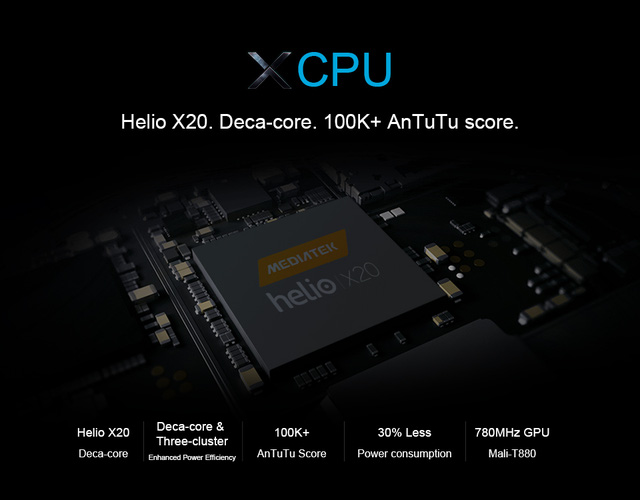 X CPU
Helio X20. Deca-core. 100K+ AnTuTu score.
MEDIATEK
helio X20
Helio X20
Deca-core
Deca-core &
Three-cluster
Enhanced Power Efficiency
100K+
AnTuTu Score
30% Less
Power consumption
780MHz GPU
Mali-T880